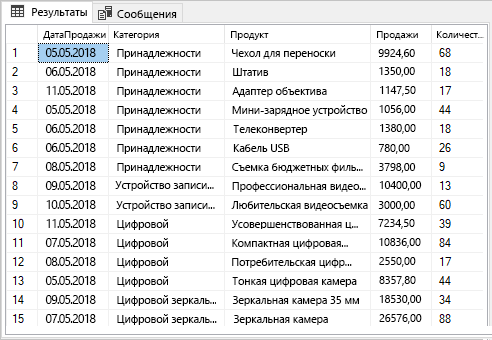 Результаты Сообщения
ДатаПродажи Категория Продукт Продажи Количест...
1 05.05.2018 Принадлежности Чехол для переноски 9924,60 68
2 06.05.2018 Принадлежности Штатив 1350,00 18
3 11.05.2018 Принадлежности Адаптер объектива 1147,50 17
4 05.05.2018 Принадлежности Мини-зарядное устройство 1056,00 44
5 06.05.2018 Принадлежности Телеконвертер 1380,00 18
6 06.05.2018 Принадлежности Кабель USB 780,00 26
7 08.05.2018 Принадлежности Съемка бюджетных филь... 3798,00 9
8 09.05.2018 Устройство записи... Профессиональная видео... 10400,00 13
9 10.05.2018 Устройство записи... Любительская видеосъемка 3000,00 60
10 11.05.2018 Цифровой Усовершенствованная ц... 7234,50 39
11 07.05.2018 Цифровой Компактная цифровая... 10836,00 84
12 08.05.2018 Цифровой Потребительская цифр... 2550,00 17
13 05.05.2018 Цифровой Тонкая цифровая камера 8357,80 44
14 09.05.2018 Цифровой зеркаль... Зеркальная камера 35 мм 18530,00 34
15 07.05.2018 Цифровой зеркаль... Зеркальная камера 26576,00 88